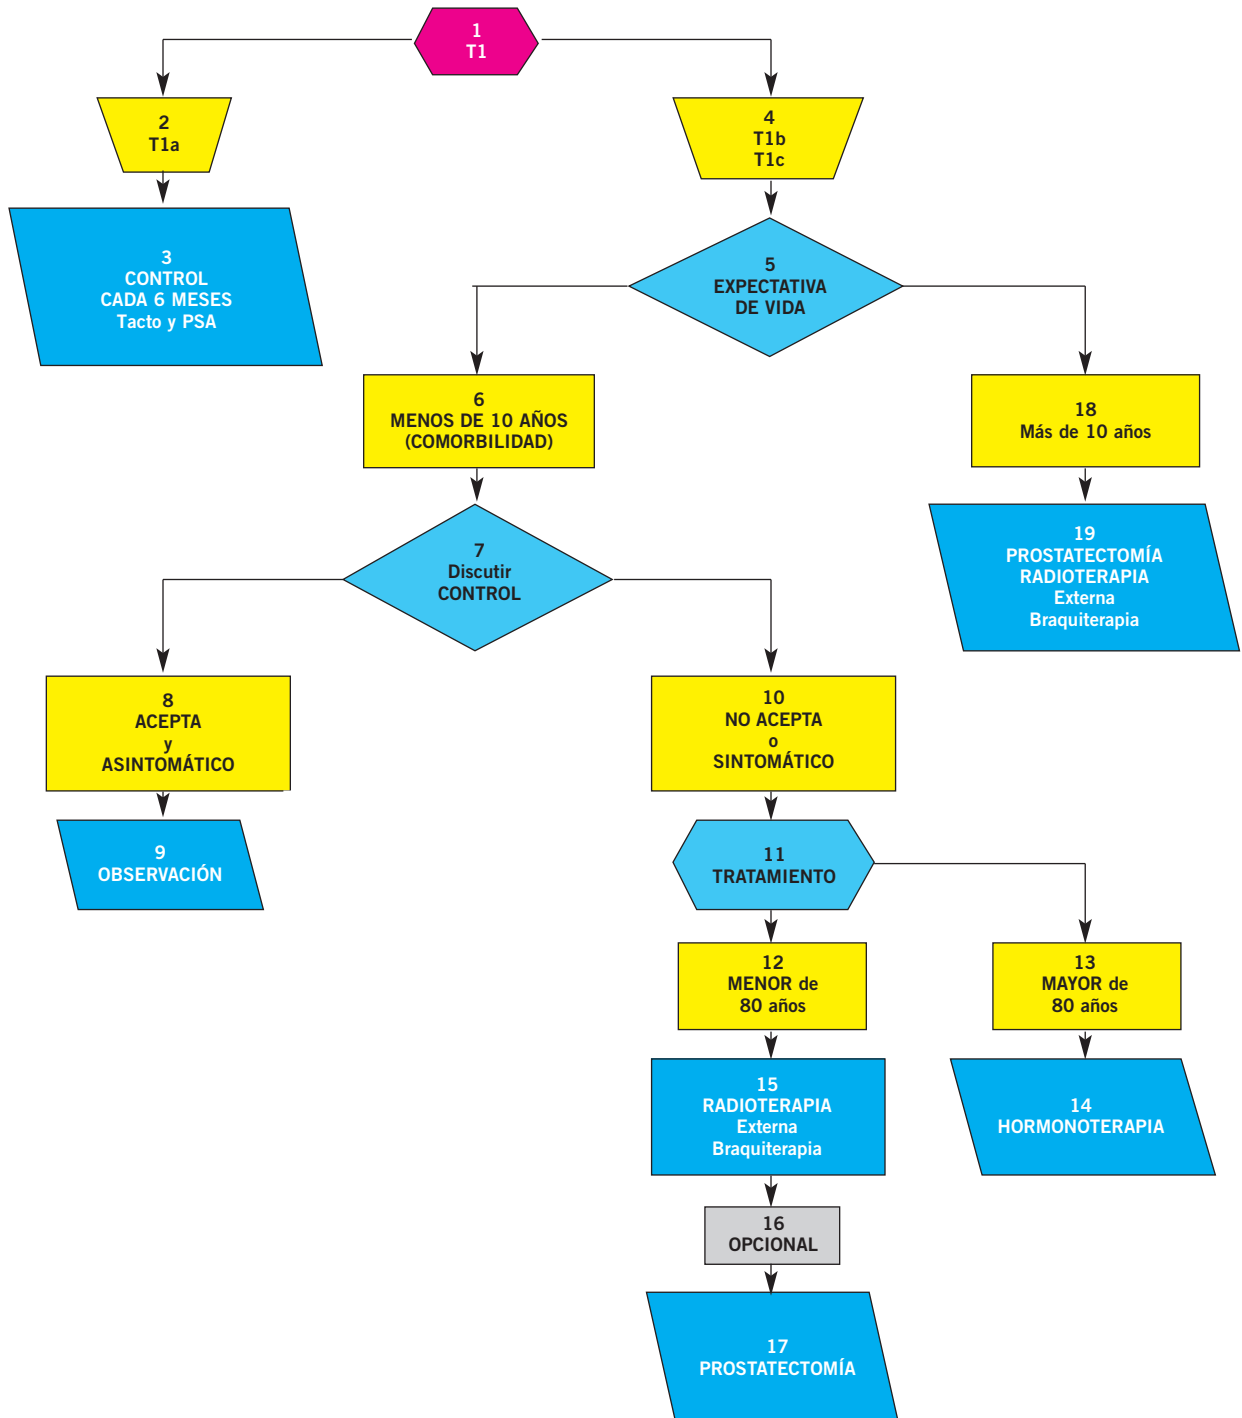 1
T1
2
T1a
4
T1b
T1c
3
CONTROL
CADA 6 MESES
Tacto y PSA
5
EXPECTATIVA
DE VIDA
6
MENOS DE 10 AÑOS
(COMORBILIDAD)
18
Más de 10 años
7
Discutir
CONTROL
19
PROSTATECTOMÍA
RADIOTERAPIA
Externa
Braquiterapia
8
ACEPTA
y
ASINTOMÁTICO
10
NO ACEPTA
o
SINTOMÁTICO
9
OBSERVACIÓN
11
TRATAMIENTO
12
MENOR de
80 años
13
MAYOR de
80 años
15
RADIOTERAPIA
Externa
Braquiterapia
14
HORMONOTERAPIA
16
OPCIONAL
17
PROSTATECTOMÍA